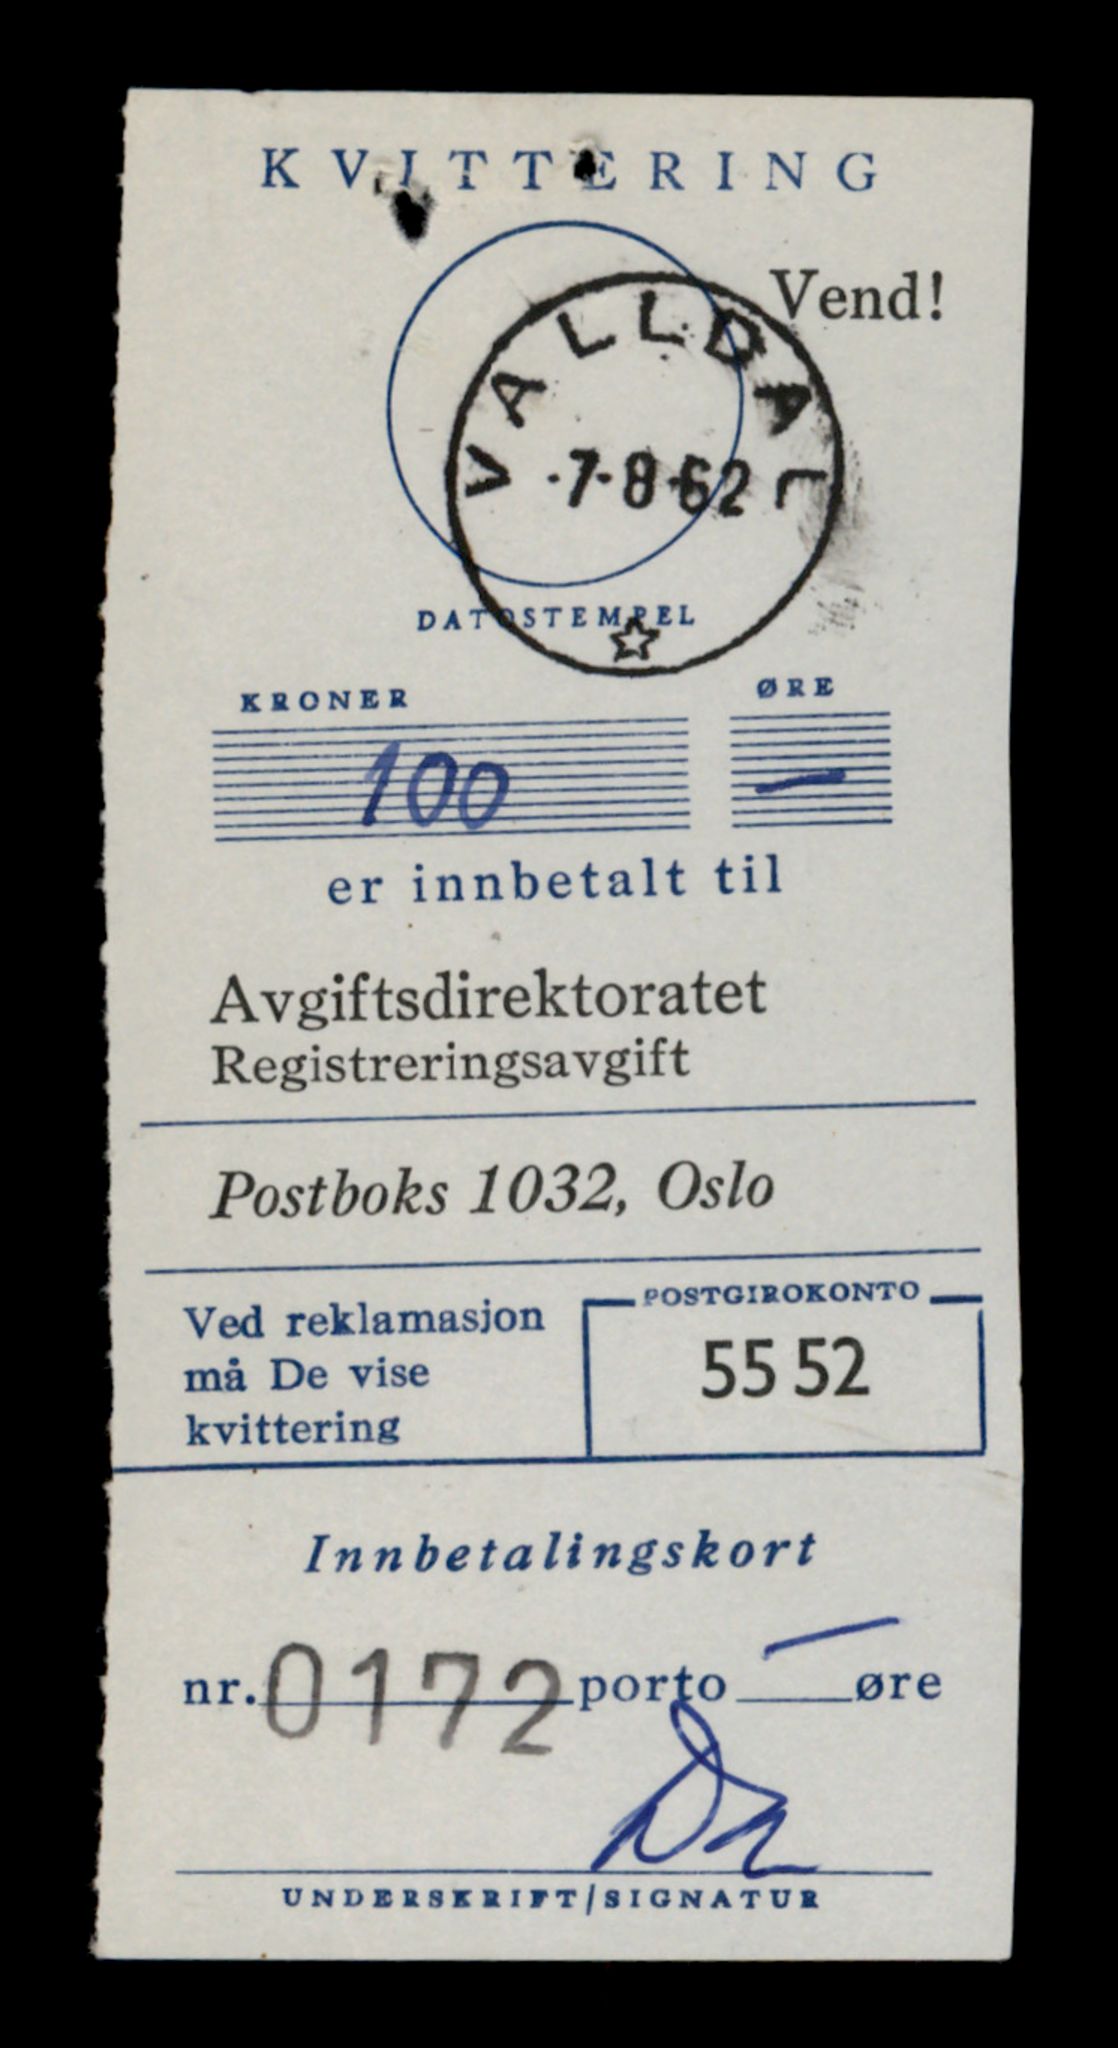 KVITTERING
Vend!
VALLDAL
-7-8-62
DATOSTEMPEL
KRONER ØRE
100 —
er innbetalt til
Avgiftsdirektoratet
Registreringsavgift
Postboks 1032, Oslo
Ved reklamasjon
må De vise
kvittering
POSTGIROKONTO
55 52
Innbetalingskort
nr. 0172 porto — øre
UNDERSKRIFT/SIGNATUR